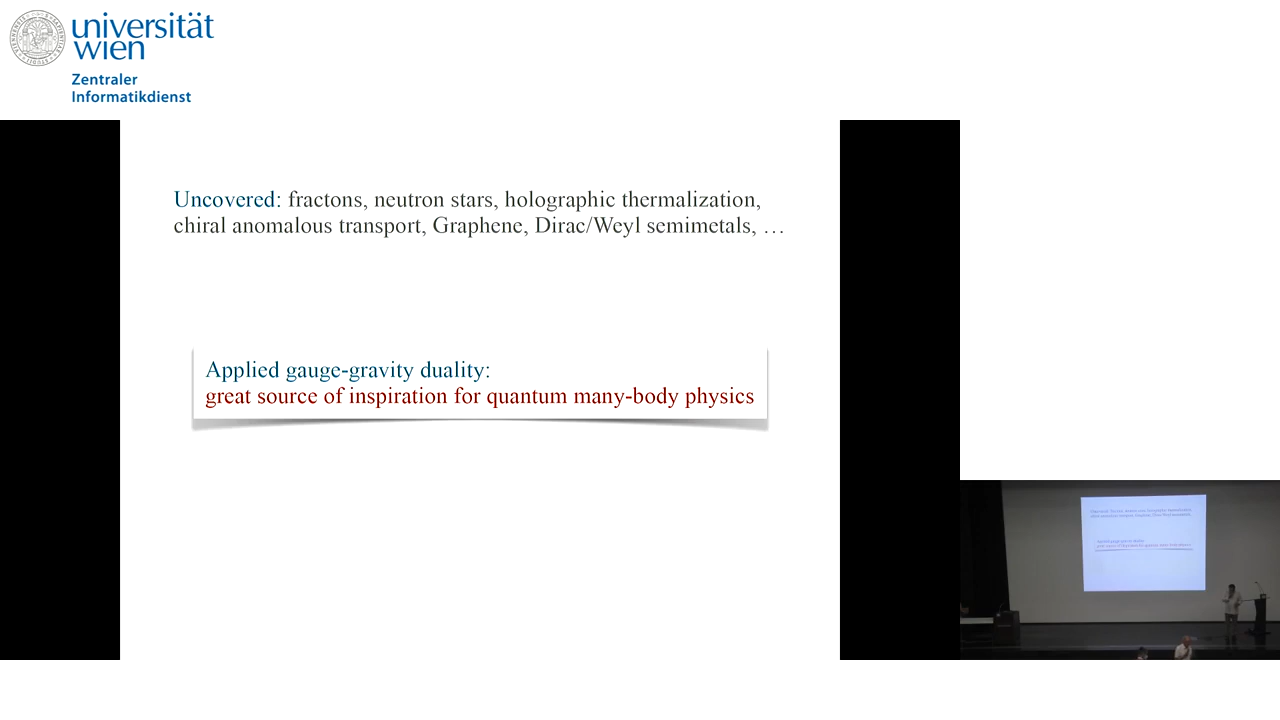 universität
wien
Zentraler
Informatikdienst
Uncovered: fractons, neutron stars, holographic thermalization,
chiral anomalous transport, Graphene, Dirac/Weyl semimetals, …
Applied gauge-gravity duality:
great source of inspiration for quantum many-body physics